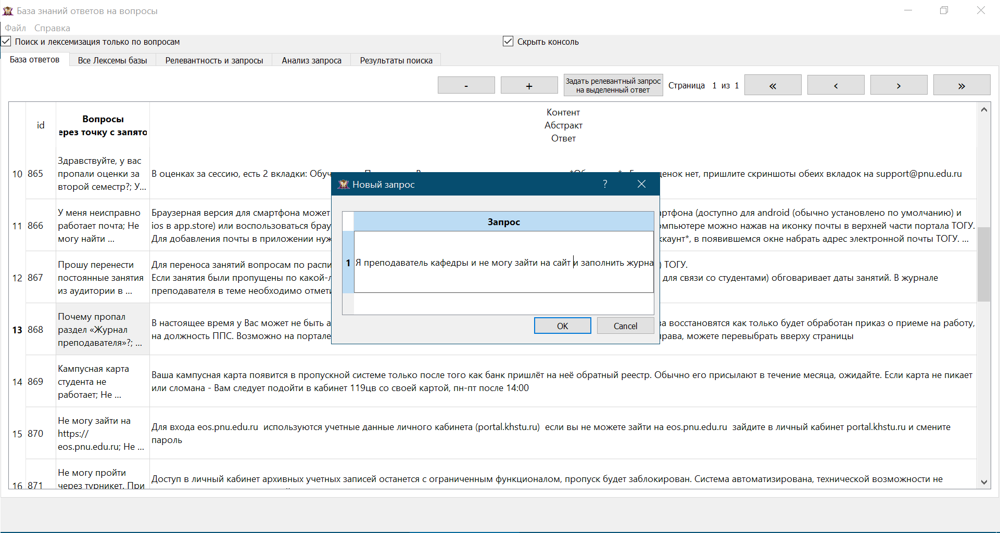 База знаний ответов на вопросы
Файл Справка
Поиск и лексемизация только по вопросам
Скрыть консоль
База ответов
Все Лексемы базы
Релевантность и запросы
Анализ запроса
Результаты поиска
-
+
Задать релевантный запрос
на выделенный ответ
Страница 1 из 1
«
‹
›
»
id
Вопросы
ерез точку с запято
Контент
Абстракт
Ответ
10
865
Здравствуйте, у вас
пропали оценки за
второй семестр?; У...
В оценках за сессию, есть 2 вкладки:
ценок нет, пришлите скриншоты обеих вкладок на support@pnu.edu.ru
11
866
У меня неисправно
работает почта; Не
могу найти ...
Браузерная версия для смартфона может
артфона (доступно для android (обычно установлено по умолчанию) и
ios в app.store) или воспользоваться брау
омпьютере можно нажав на иконку почты в верхней части портала ТОГУ.
Для добавления почты в приложении нуж
ккаунт*, в появившемся окне набрать адрес электронной почты ТОГУ. ...
12
867
Прошу перенести
постоянные занятия
из аудитории в ...
Для переноса занятий вопросам по распи
) ТОГУ.
Если занятия были пропущены по какой-л
для связи со студентами) обговаривает даты занятий. В журнале
преподавателя в теме необходимо отмети
13
868
Почему пропал
раздел «Журнал
преподавателя»?; ...
В настоящее время у Вас может не быть а
ва восстановятся как только будет обработан приказ о приеме на работу,
на должность ППС. Возможно на портале
права, можете перевыбрать вверху страницы
14
869
Кампусная карта
студента не
работает; Не ...
Ваша кампусная карта появится в пропускной системе только после того как банк пришлёт на неё обратный реестр. Обычно его присылают в течение месяца, ожидайте. Если карта не пикает
или сломана - Вам следует подойти в кабинет 119цв со своей картой, пн-пт после 14:00
15
870
Не могу зайти на
https://
eos.pnu.edu.ru; Не ...
Для входа eos.pnu.edu.ru используются учетные данные личного кабинета (portal.khstu.ru) если вы не можете зайти на eos.pnu.edu.ru зайдите в личный кабинет portal.khstu.ru и смените
пароль
16
871
Не могу пройти
через турникет. При
Доступ в личный кабинет архивных учетных записей останется с ограниченным функционалом, пропуск будет заблокирован. Система автоматизирована, технической возможности не
Новый запрос
?
Запрос
1
Я преподаватель кафедры и не могу зайти на сайт и заполнить журна
OK
Cancel